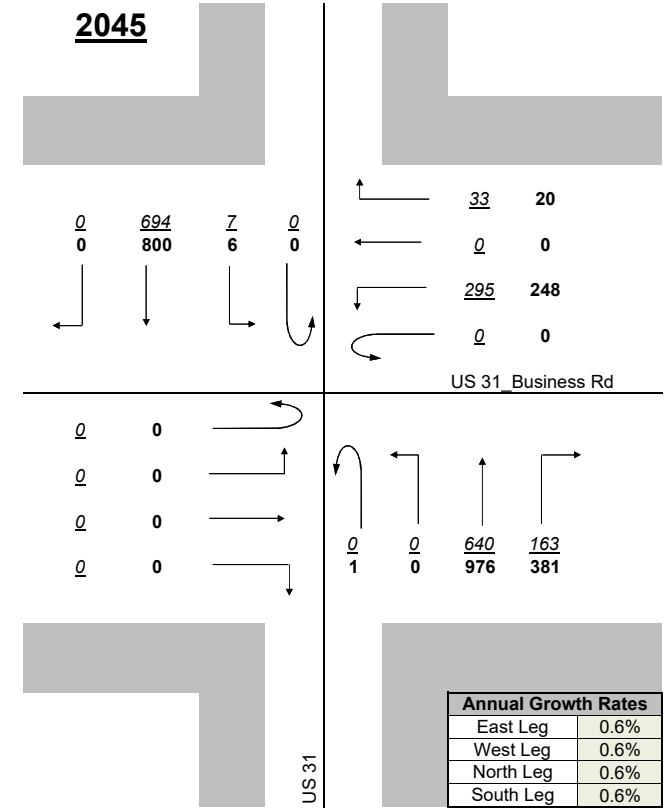 2045
0 694 7 0
0 800 6 0
33 20
0 0
295 248
0 0
US 31_Business Rd
0 0
0 0
0 0
0 0
0 0 640 163
1 0 976 381
US 31
Annual Growth Rates
East Leg 0.6%
West Leg 0.6%
North Leg 0.6%
South Leg 0.6%